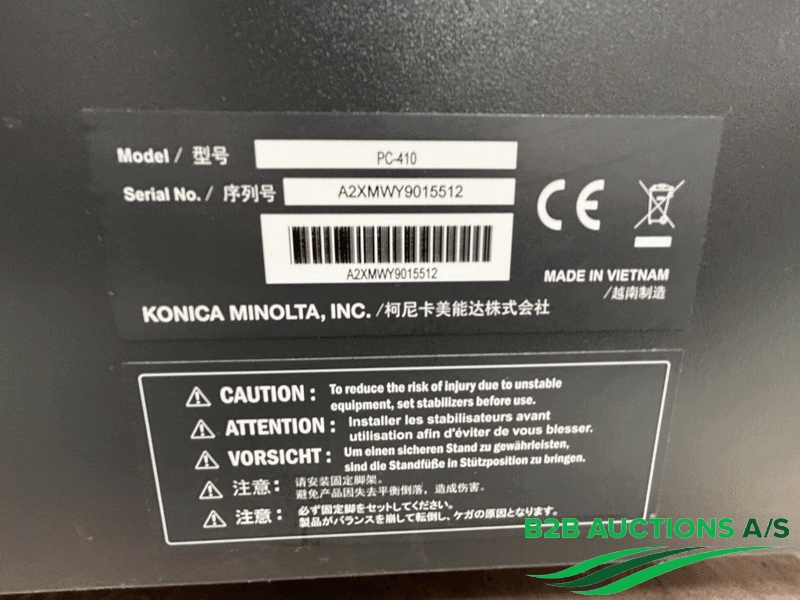 Model / 型号 PC-410
Serial No. / 序列号 A2XMWY9015512
A2XMWY9015512
CE
MADE IN VIETNAM
/越南制造
KONICA MINOLTA, INC. /柯尼卡美能达株式会社
CAUTION : To reduce the risk of injury due to unstable
equipment, set stabilizers before use.
ATTENTION : Installer les stabilisateurs avant
utilisation afin d'éviter de vous blesser.
VORSICHT : Um einen sicheren Stand zu gewährleisten,
sind die Standfüße in Stützposition zu bringen.
注意： 请安装固定脚架。
避免产品因失去平衡倒落，造成伤害。
注意： 必ず固定脚をセットしてください。
製品がバランスを崩して転倒し、ケガの原因となります。
B2B AUCTIONS A/S